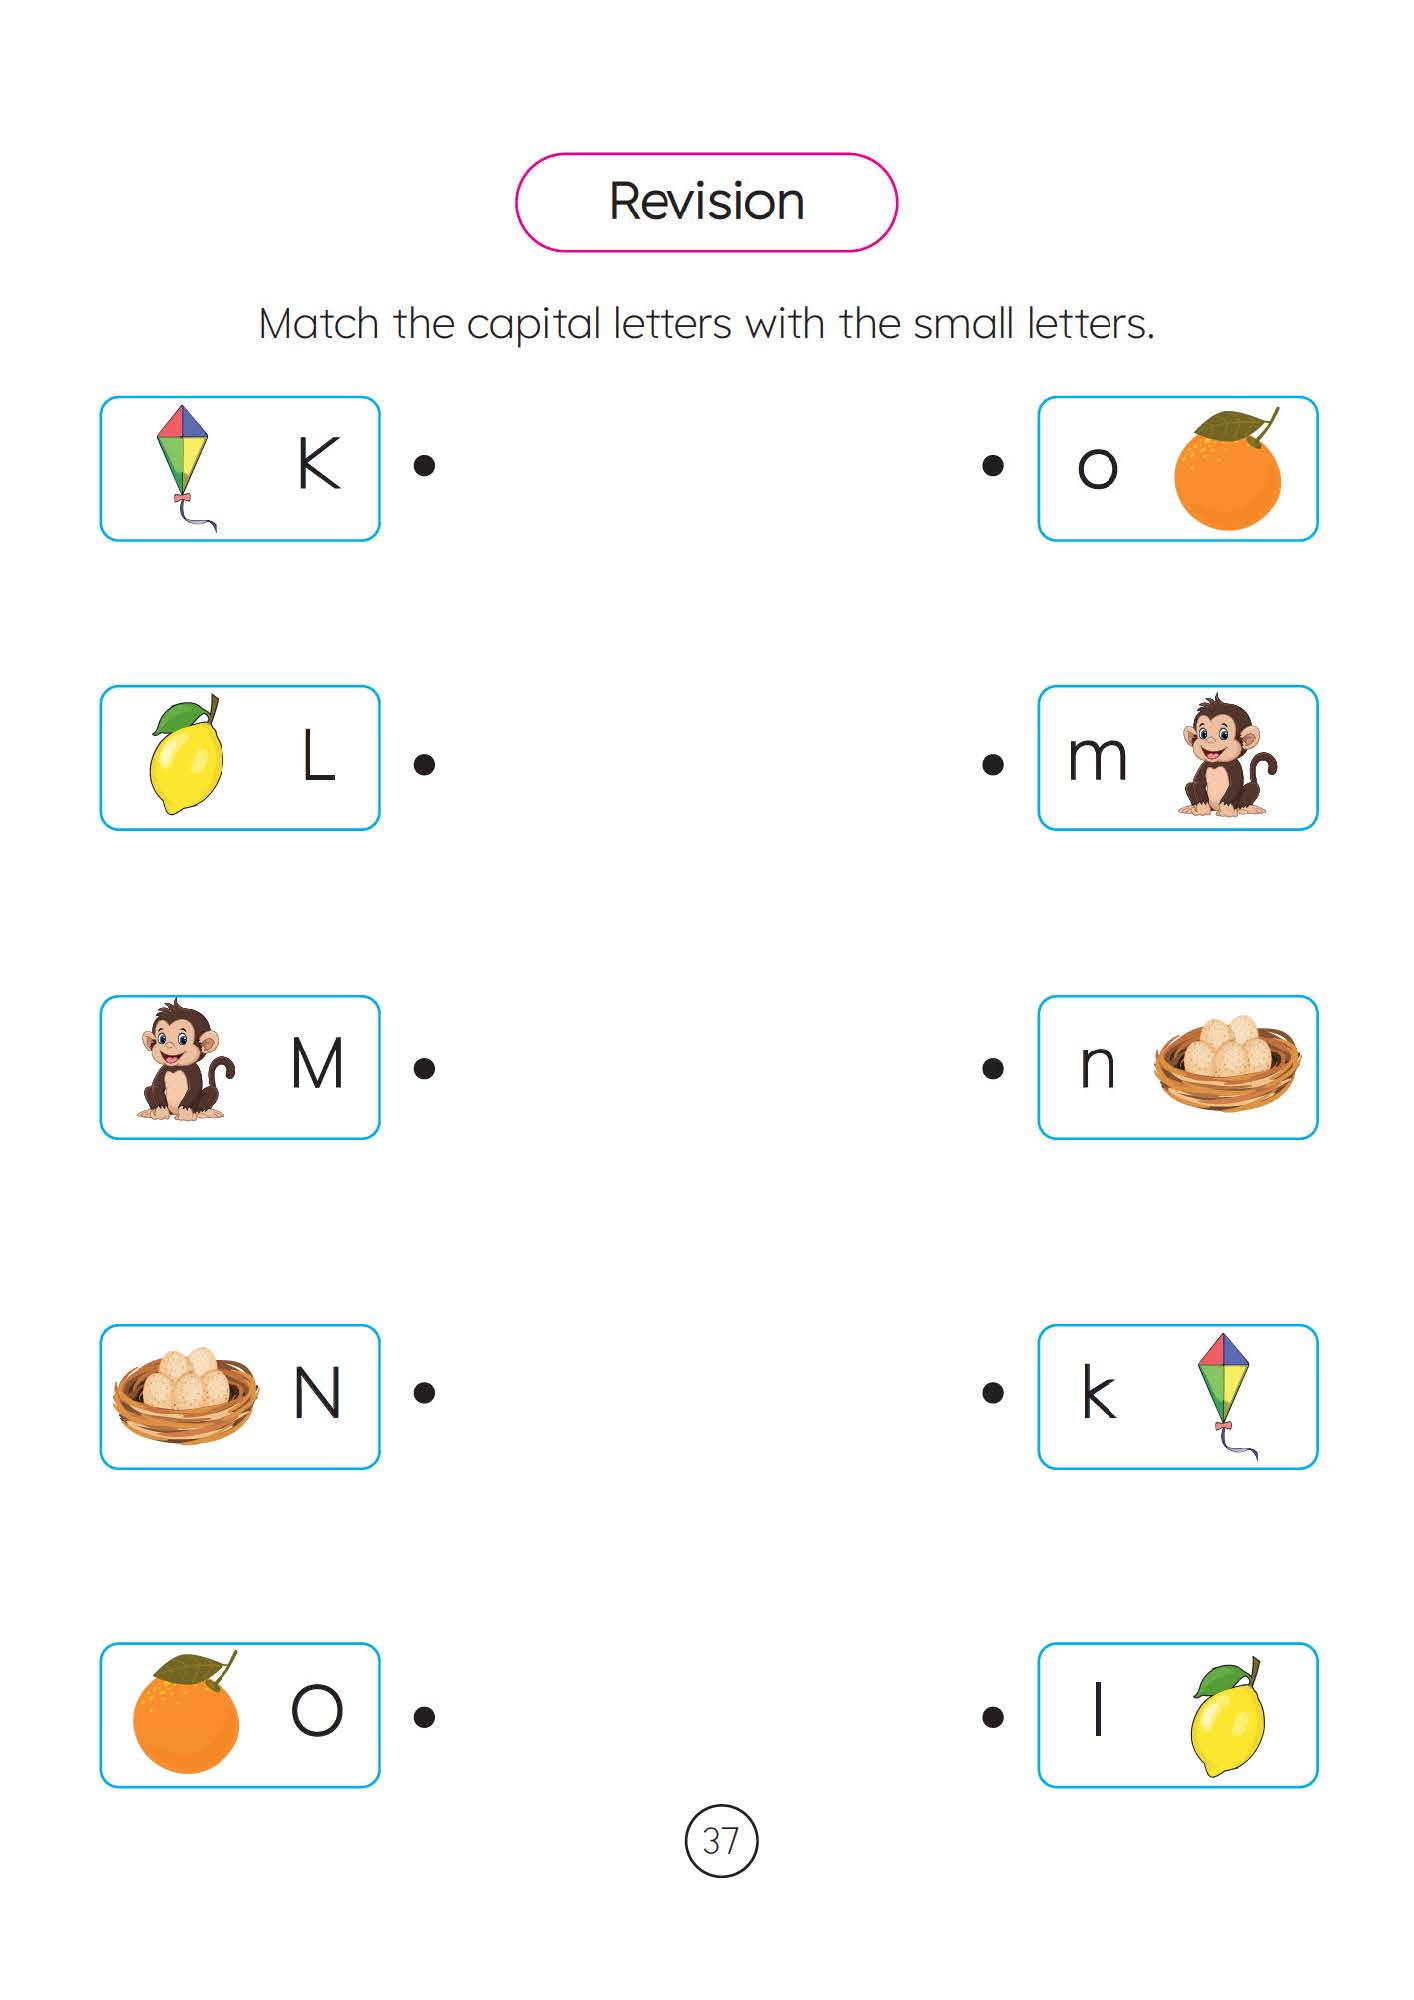 Revision
Match the capital letters with the small letters.
K o
L m
M n
N k
O l
37